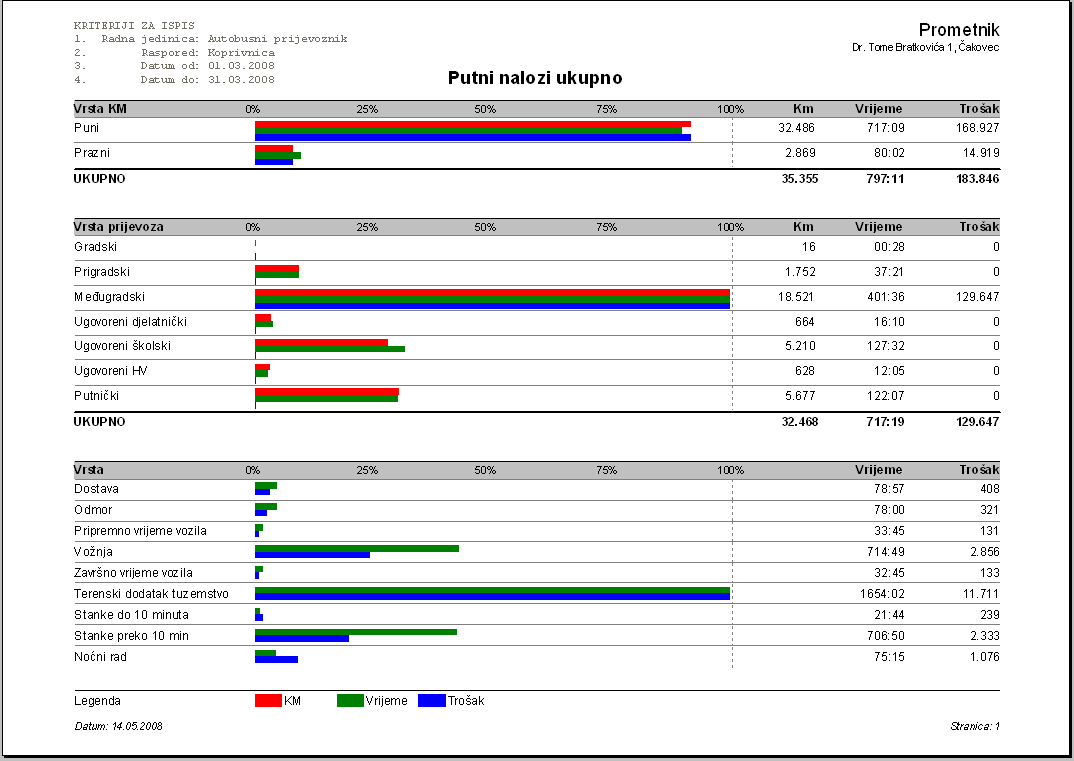 KRITERIJI ZA ISPIS
1. Radna jedinica: Autobusni prijevoznik
2. Raspored: Koprivnica
3. Datum od: 01.03.2008
4. Datum do: 31.03.2008
Prometnik
Dr. Tome Bratkovića 1, Čakovec
Putni nalozi ukupno
Vrsta KM 0% 25% 50% 75% 100% Km Vrijeme Trošak
Puni 32.486 717:09 168.927
Prazni 2.869 80:02 14.919
UKUPNO 35.355 797:11 183.846
Vrsta prijevoza 0% 25% 50% 75% 100% Km Vrijeme Trošak
Gradski 16 00:28 0
Prigradski 1.752 37:21 0
Međugradski 18.521 401:36 129.647
Ugovoreni djelatnički 664 16:10 0
Ugovoreni školski 5.210 127:32 0
Ugovoreni HV 628 12:05 0
Putnički 5.677 122:07 0
UKUPNO 32.468 717:19 129.647
Vrsta 0% 25% 50% 75% 100% Vrijeme Trošak
Dostava 78:57 408
Odmor 78:00 321
Pripremno vrijeme vozila 33:45 131
Vožnja 714:49 2.856
Završno vrijeme vozila 32:45 133
Terenski dodatak tuzemstvo 1654:02 11.711
Stanke do 10 minuta 21:44 239
Stanke preko 10 min 706:50 2.333
Noćni rad 75:15 1.076
Legenda KM Vrijeme Trošak
Datum: 14.05.2008 Stranica: 1